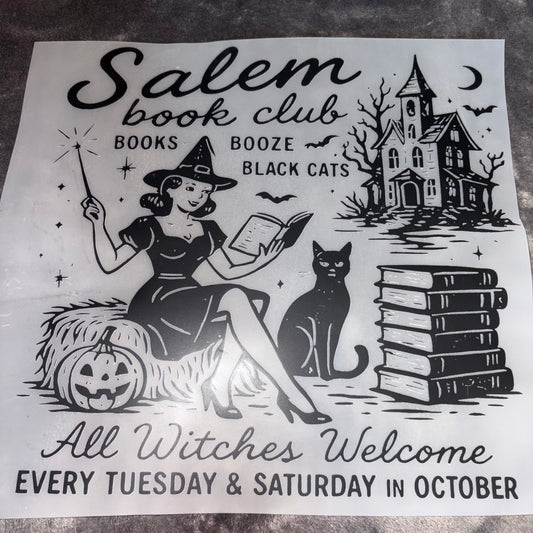 Salem
book club
BOOKS BOOZE
BLACK CATS
All Witches Welcome
EVERY TUESDAY & SATURDAY IN OCTOBER